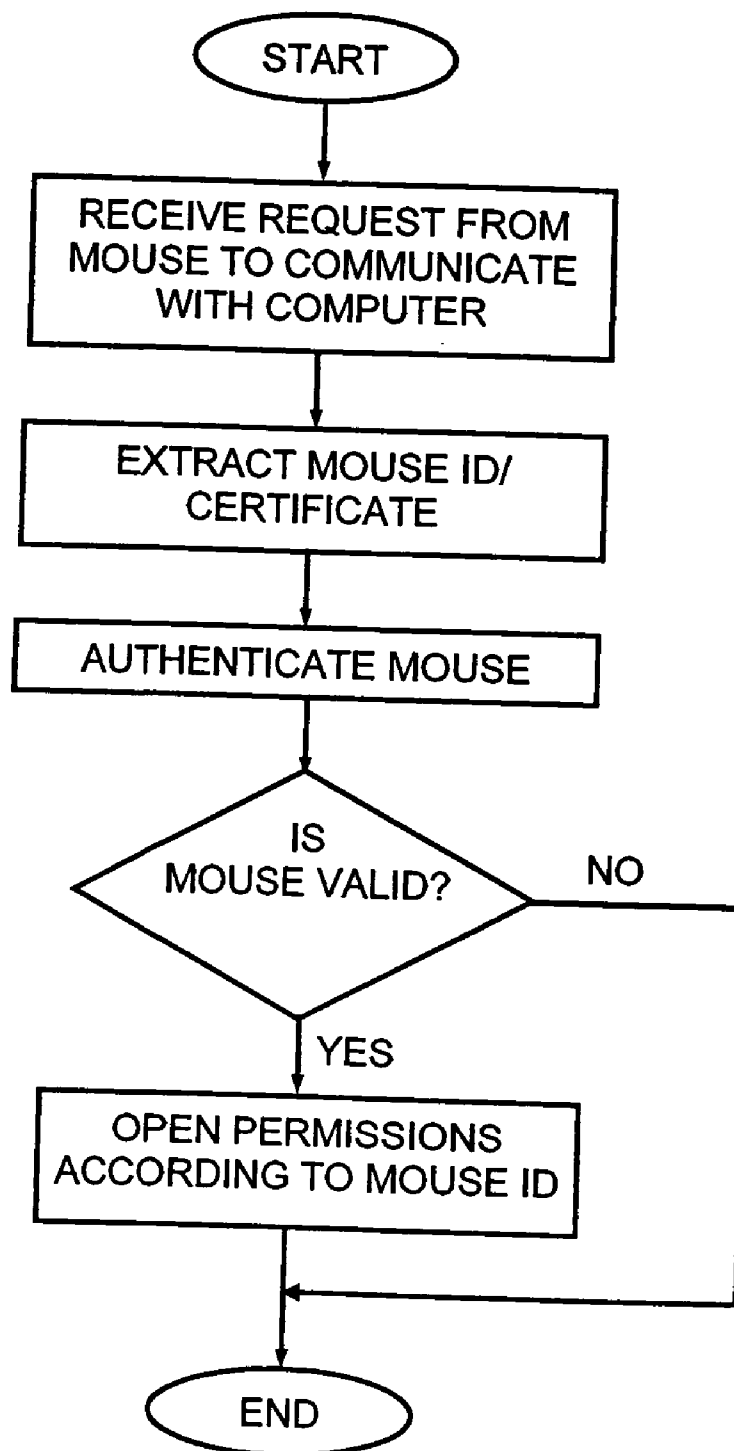 START
RECEIVE REQUEST FROM
MOUSE TO COMMUNICATE
WITH COMPUTER
EXTRACT MOUSE ID/
CERTIFICATE
AUTHENTICATE MOUSE
IS
MOUSE VALID?
NO
YES
OPEN PERMISSIONS
ACCORDING TO MOUSE ID
END